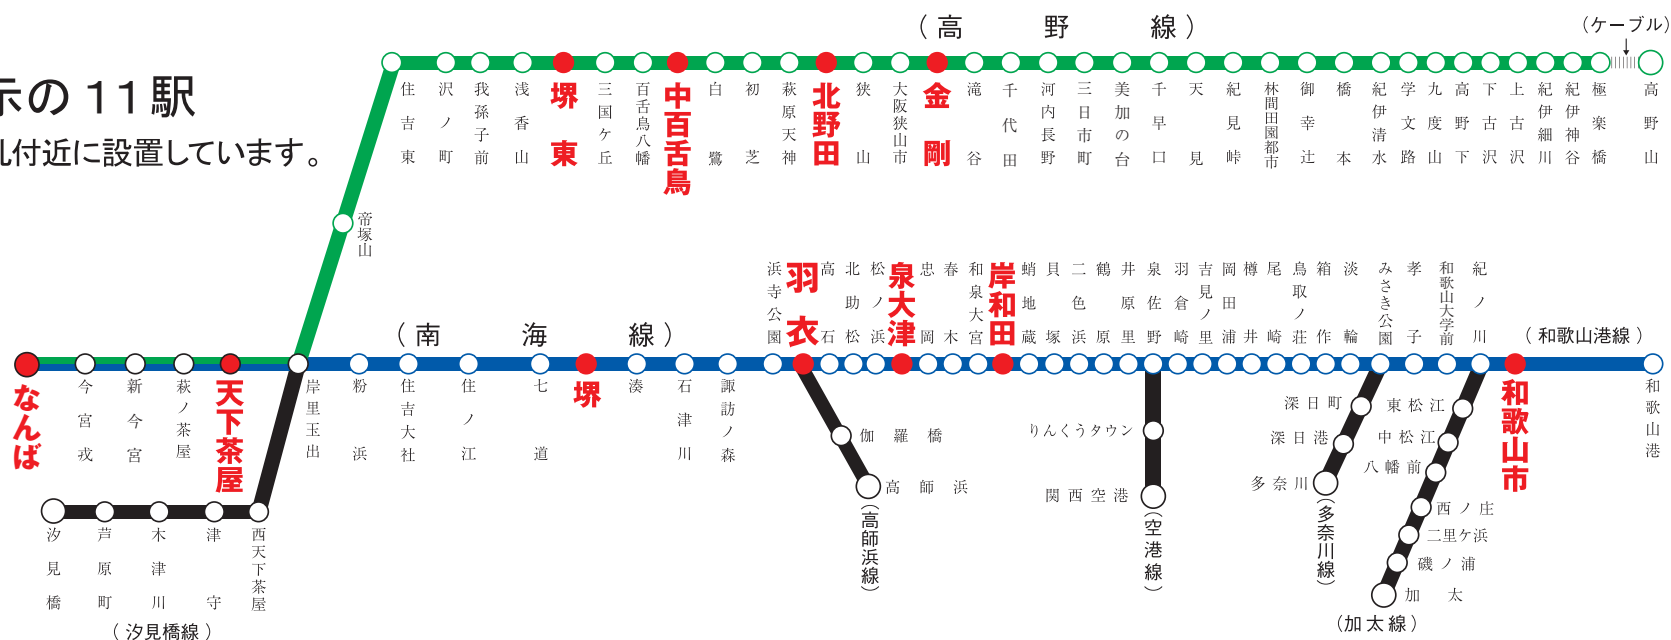 （高野線）
（ケーブル）
示の11駅
札付近に設置しています。
住吉東
沢ノ町
我孫子前
浅香山
堺東
三国ケ丘
百舌鳥八幡
中百舌鳥
白鷺
初芝
萩原天神
北野田
狭山
大阪狭山市
金剛
滝谷
千代田
河内長野
三日市町
美加の台
千早口
天見
紀見峠
林間田園都市
御幸辻
橋本
紀伊清水
学文路
九度山
高野下
下古沢
上古沢
紀伊細川
紀伊神谷
極楽橋
高野山
帝塚山
（南海線）
なんば
今宮戎
新今宮
萩ノ茶屋
天下茶屋
岸里玉出
粉浜
住吉大社
住ノ江
七道
堺
湊
石津川
諏訪ノ森
浜寺公園
羽衣
高石
北助松
松ノ浜
泉大津
忠岡
春木
和泉大宮
岸和田
蛸地蔵
貝塚
二色浜
鶴原
井原里
泉佐野
羽倉崎
吉見ノ里
岡田浦
樽井
尾崎
鳥取ノ荘
箱作
淡輪
みさき公園
孝子
和歌山大学前
紀ノ川
和歌山市
（和歌山港線）
和歌山港
汐見橋
芦原町
木津川
津守
西天下茶屋
（汐見橋線）
伽羅橋
高師浜
（高師浜線）
りんくうタウン
関西空港
（空港線）
深日町
深日港
多奈川
（多奈川線）
東松江
中松江
八幡前
西ノ庄
二里ケ浜
磯ノ浦
加太
（加太線）